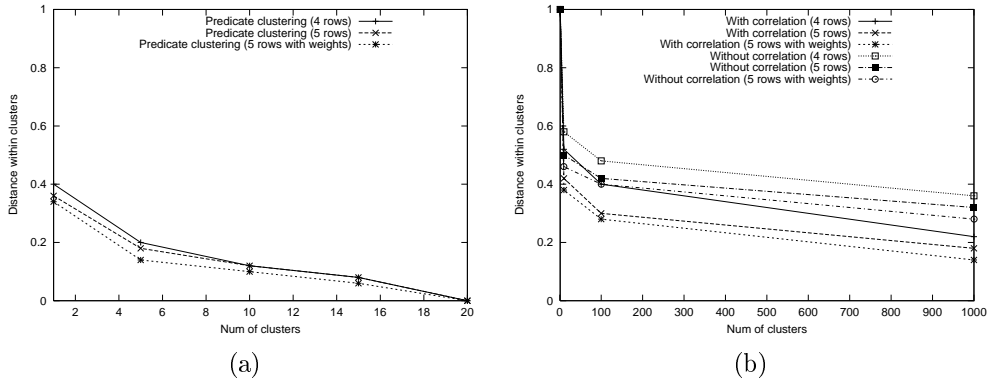 Predicate clustering (4 rows)
Predicate clustering (5 rows)
Predicate clustering (5 rows with weights)
Distance within clusters
1
0.8
0.6
0.4
0.2
0
2 4 6 8 10 12 14 16 18 20
Num of clusters
(a)
With correlation (4 rows)
With correlation (5 rows)
With correlation (5 rows with weights)
Without correlation (4 rows)
Without correlation (5 rows)
Without correlation (5 rows with weights)
Distance within clusters
1
0.8
0.6
0.4
0.2
0
0 100 200 300 400 500 600 700 800 900 1000
Num of clusters
(b)